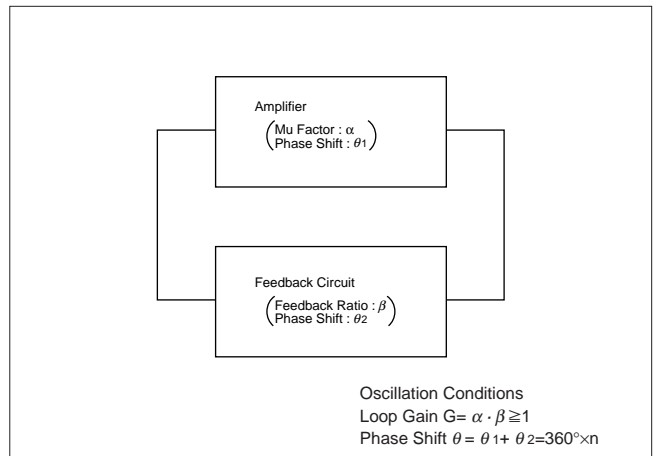 Amplifier
(Mu Factor : α
Phase Shift : θ1)
Feedback Circuit
(Feedback Ratio : β
Phase Shift : θ2)
Oscillation Conditions
Loop Gain G= α · β ≧1
Phase Shift θ = θ1+ θ2=360°×n